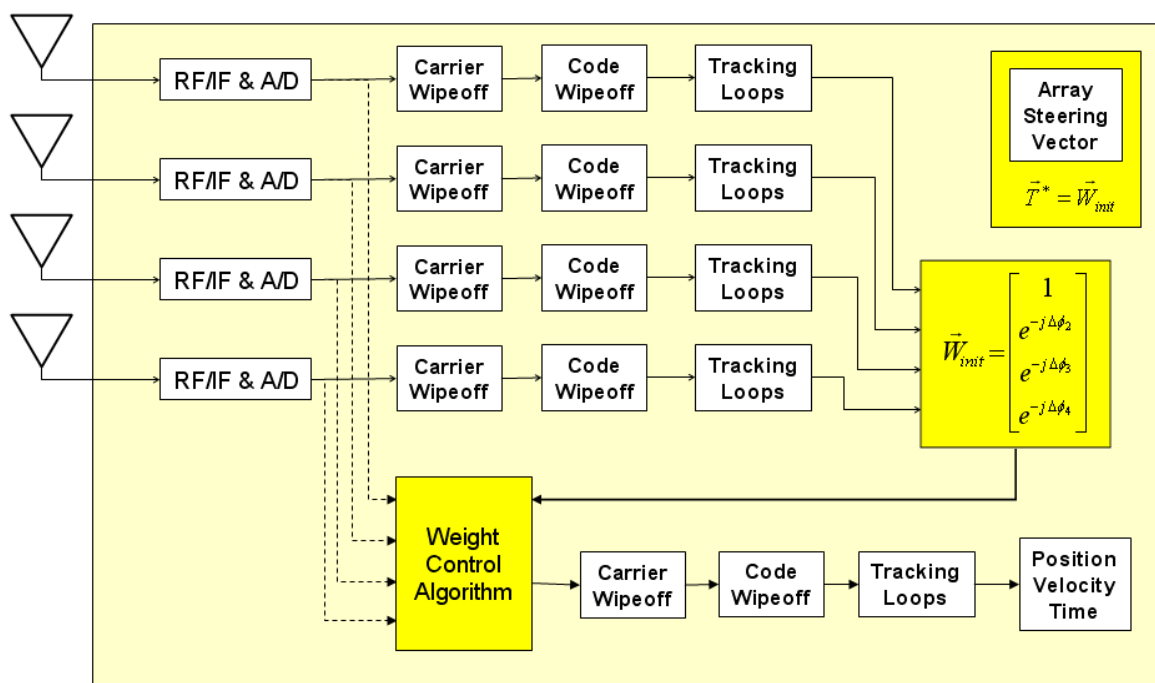 RF/IF & A/D
Carrier
Wipeoff
Code
Wipeoff
Tracking
Loops
Array
Steering
Vector
T⃗* = W⃗init
RF/IF & A/D
Carrier
Wipeoff
Code
Wipeoff
Tracking
Loops
RF/IF & A/D
Carrier
Wipeoff
Code
Wipeoff
Tracking
Loops
RF/IF & A/D
Carrier
Wipeoff
Code
Wipeoff
Tracking
Loops
W⃗init =
1
e^{-jΔϕ2}
e^{-jΔϕ3}
e^{-jΔϕ4}
Weight
Control
Algorithm
Carrier
Wipeoff
Code
Wipeoff
Tracking
Loops
Position
Velocity
Time